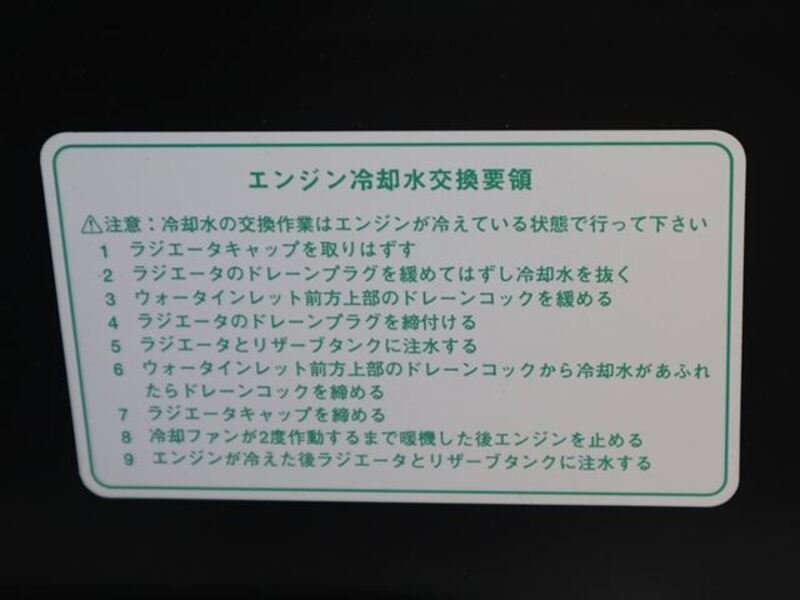 エンジン冷却水交換要領
⚠注意：冷却水の交換作業はエンジンが冷えている状態で行って下さい
1 ラジエータキャップを取りはずす
2 ラジエータのドレーンプラグを緩めてはずし冷却水を抜く
3 ウォータインレット前方上部のドレーンコックを緩める
4 ラジエータのドレーンプラグを締付ける
5 ラジエータとリザーブタンクに注水する
6 ウォータインレット前方上部のドレーンコックから冷却水があふれ
たらドレーンコックを締める
7 ラジエータキャップを締める
8 冷却ファンが2度作動するまで暖機した後エンジンを止める
9 エンジンが冷えた後ラジエータとリザーブタンクに注水する